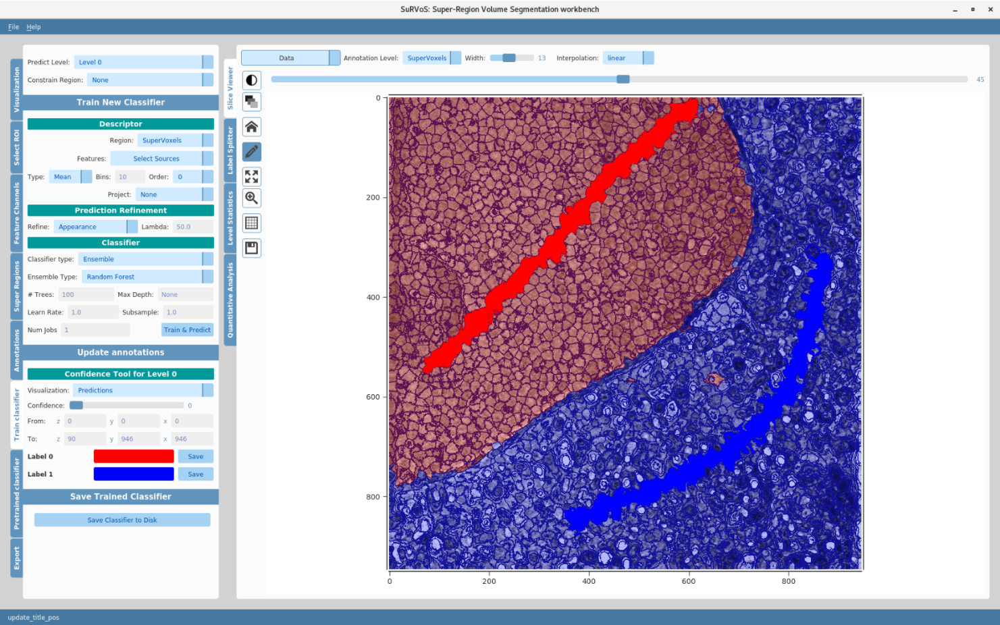 SuRVoS: Super-Region Volume Segmentation workbench
File Help
Visualization
Select ROI
Feature Channels
Super Regions
Annotations
Train classifier
Pretrained classifier
Export
Predict Level: Level 0
Constrain Region: None
Train New Classifier
Descriptor
Region: SuperVoxels
Features: Select Sources
Type: Mean Bins: 10 Order: 0
Project: None
Prediction Refinement
Refine: Appearance Lambda: 50.0
Classifier
Classifier type: Ensemble
Ensemble Type: Random Forest
# Trees: 100 Max Depth: None
Learn Rate: 1.0 Subsample: 1.0
Num Jobs 1 Train & Predict
Update annotations
Confidence Tool for Level 0
Visualization: Predictions
Confidence: 0
From: z 0 y 0 x 0
To: z 90 y 946 x 946
Label 0 Save
Label 1 Save
Save Trained Classifier
Save Classifier to Disk
Slice Viewer
Label Splitter
Level Statistics
Quantitative Analysis
Data Annotation Level: SuperVoxels Width: 13 Interpolation: linear
45
0
200
400
600
800
0 200 400 600 800
update_title_pos